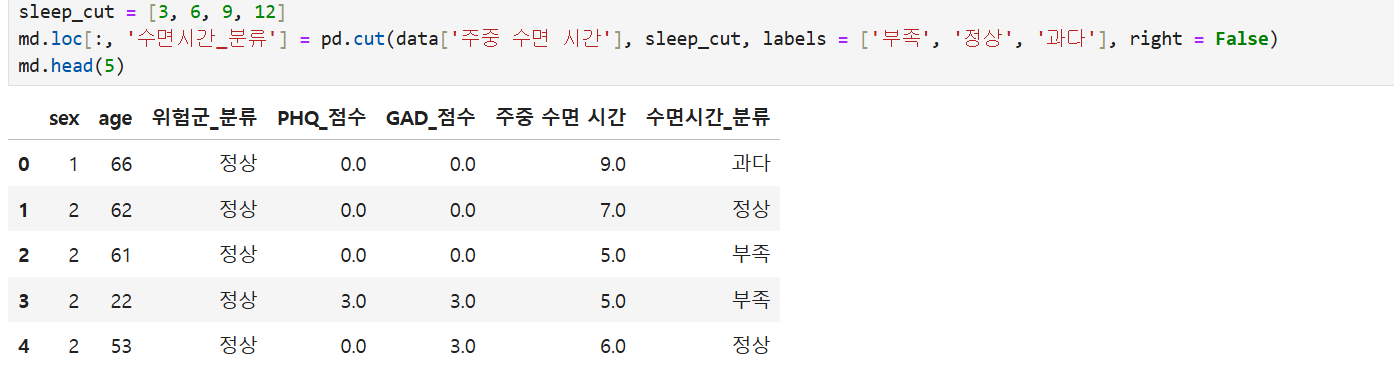 sleep_cut = [3, 6, 9, 12]
md.loc[:, '수면시간_분류'] = pd.cut(data['주중 수면 시간'], sleep_cut, labels = ['부족', '정상', '과다'], right = False)
md.head(5)
sex age 위험군_분류 PHQ_점수 GAD_점수 주중 수면 시간 수면시간_분류
0 1 66 정상 0.0 0.0 9.0 과다
1 2 62 정상 0.0 0.0 7.0 정상
2 2 61 정상 0.0 0.0 5.0 부족
3 2 22 정상 3.0 3.0 5.0 부족
4 2 53 정상 0.0 3.0 6.0 정상